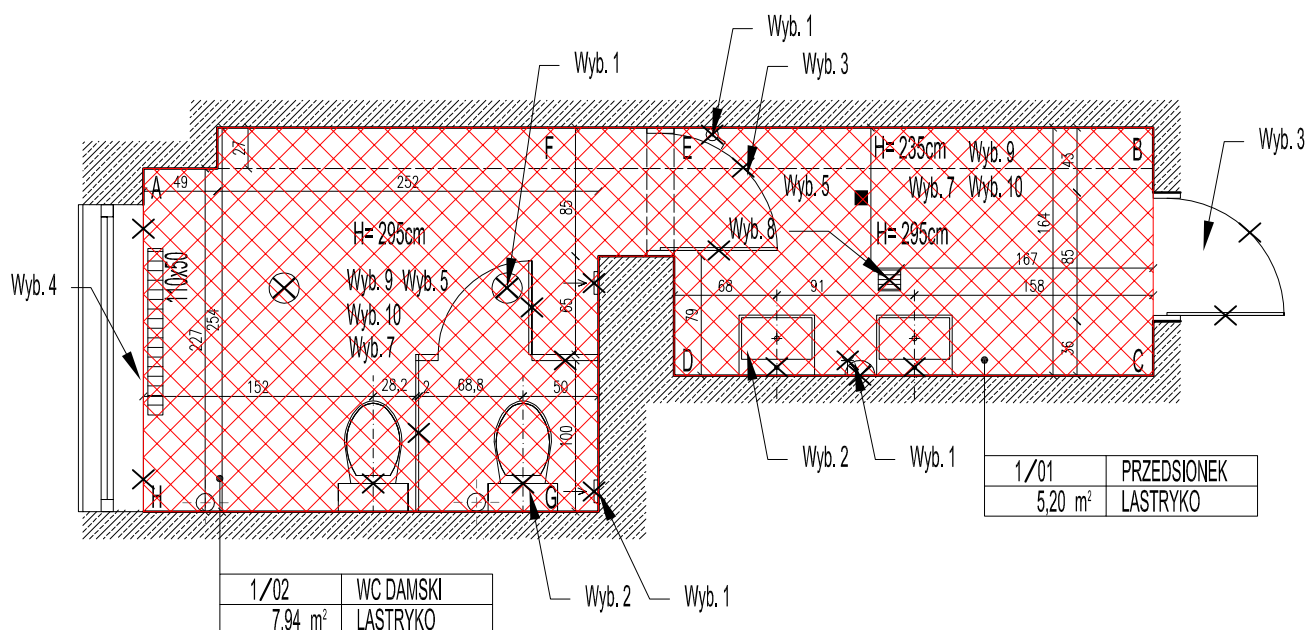 Wyb. 1
Wyb. 1
Wyb. 3
Wyb. 3
27
F
E
H= 235cm
Wyb. 9
B
43
49
A
252
Wyb. 5
Wyb. 7
Wyb. 10
85
164
H= 295cm
Wyb. 8
H= 295cm
167
85
110x50
Wyb. 9
Wyb. 5
Wyb. 4
65
68
91
158
Wyb. 10
254
227
79
Wyb. 7
36
D
C
152
28,2
2
68,8
50
100
Wyb. 2
Wyb. 1
H
G
1/01
PRZEDSIONEK
5,20 m²
LASTRYKO
1/02
WC DAMSKI
7,94 m²
LASTRYKO
Wyb. 2
Wyb. 1